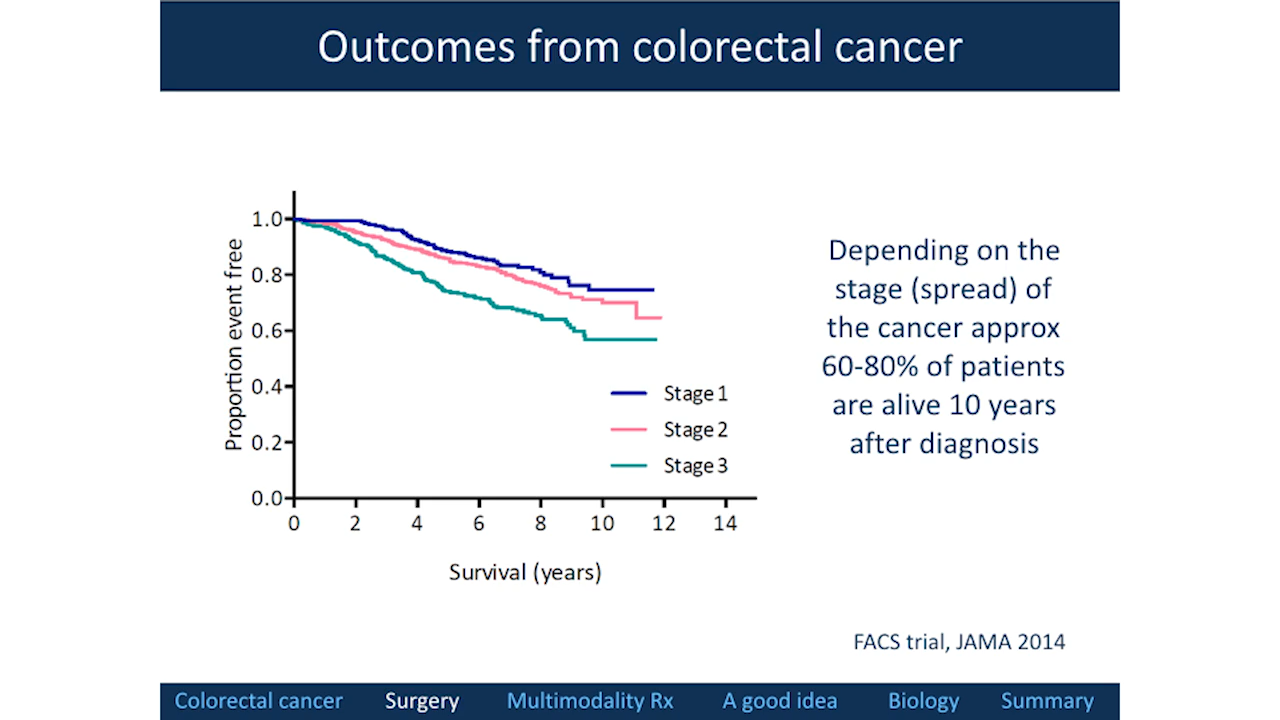 Outcomes from colorectal cancer
Proportion event free
1.0
0.8
0.6
0.4
0.2
0.0
0 2 4 6 8 10 12 14
Survival (years)
Stage 1
Stage 2
Stage 3
Depending on the
stage (spread) of
the cancer approx
60-80% of patients
are alive 10 years
after diagnosis
FACS trial, JAMA 2014
Colorectal cancer Surgery Multimodality Rx A good idea Biology Summary